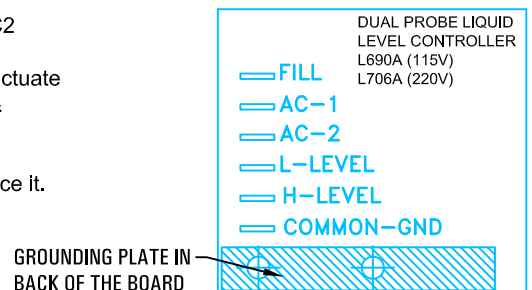 C2
ctuate
ce it.
DUAL PROBE LIQUID
LEVEL CONTROLLER
L690A (115V)
L706A (220V)
FILL
AC-1
AC-2
L-LEVEL
H-LEVEL
COMMON-GND
GROUNDING PLATE IN
BACK OF THE BOARD